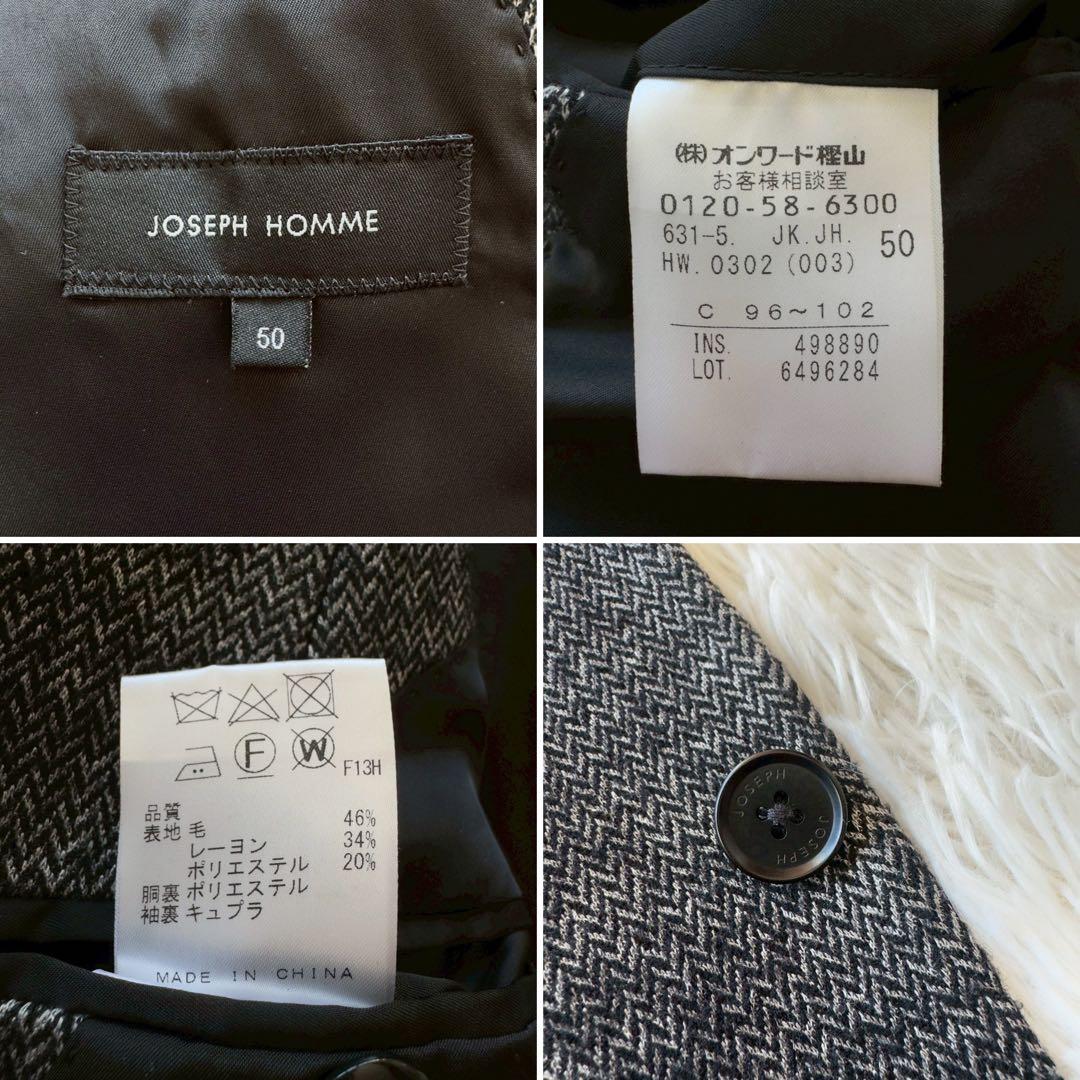 JOSEPH HOMME
50
(株)オンワード樫山
お客様相談室
0120-58-6300
631-5. JK.JH. 50
HW. 0302 (003)
C 96~102
INS. 498890
LOT. 6496284
F W F13H
品質
表地 毛 46%
レーヨン 34%
ポリエステル 20%
胴裏 ポリエステル
袖裏 キュプラ
MADE IN CHINA
JOSEPH JOSEPH